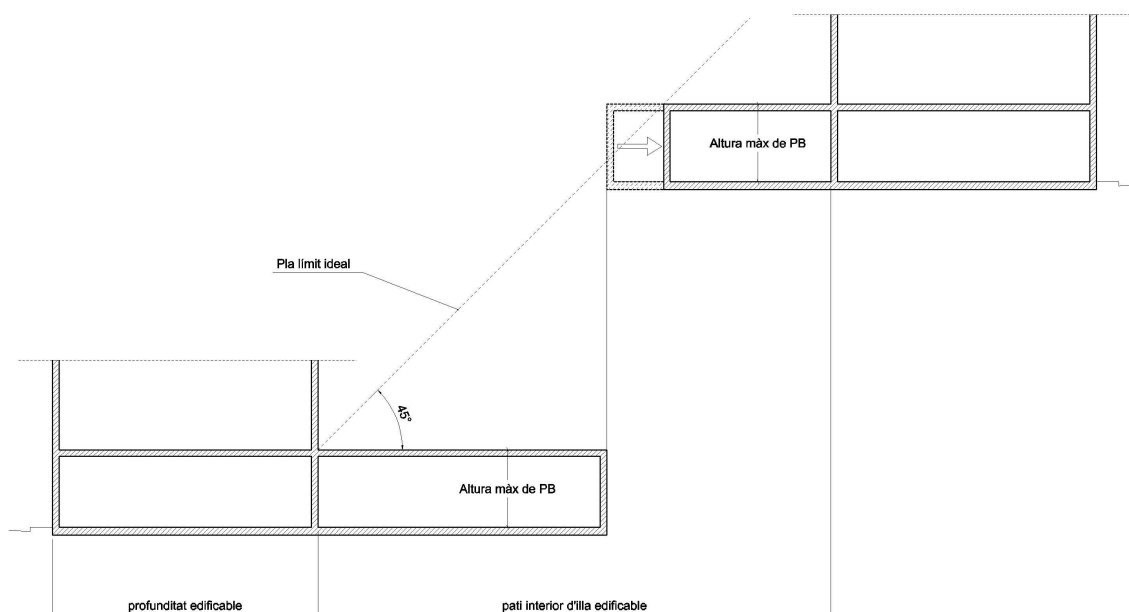 Altura màx de PB
Pla límit ideal
45°
Altura màx de PB
profunditat edificable
pati interior d'illa edificable